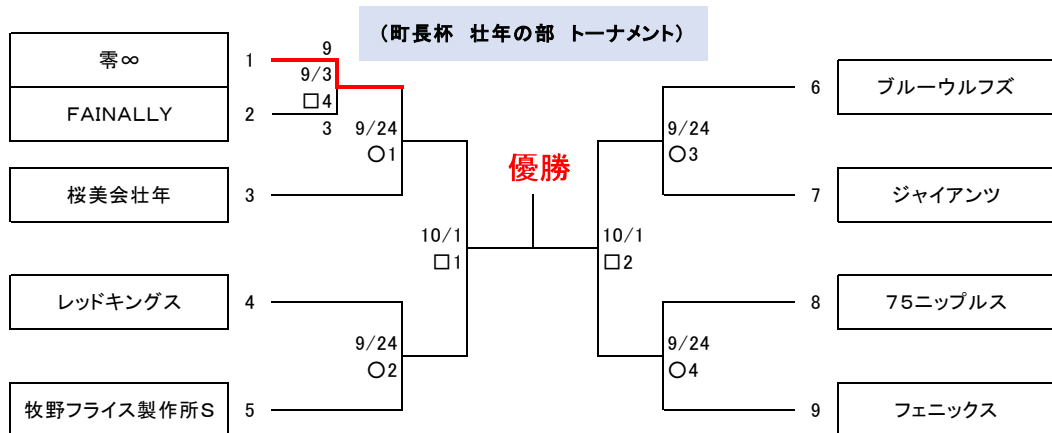 (町長杯 壮年の部 トーナメント)
零∞
1
9
9/3
□4
FAINALLY
2
3
9/24
○1
桜美会壮年
3
10/1
□1
レッドキングス
4
9/24
○2
牧野フライス製作所S
5
優勝
6
ブルーウルフズ
9/24
○3
7
ジャイアンツ
10/1
□2
8
75ニップルス
9/24
○4
9
フェニックス